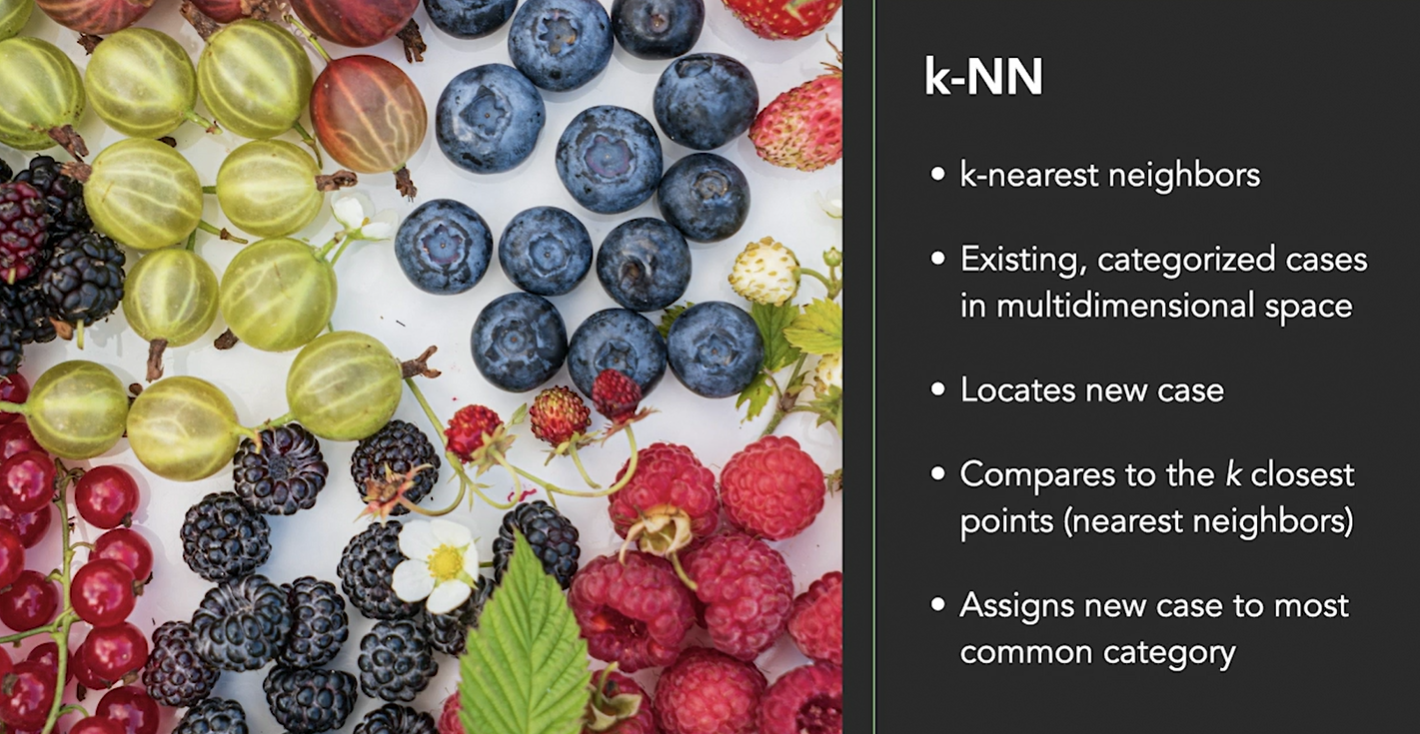 k-NN
• k-nearest neighbors
• Existing, categorized cases
in multidimensional space
• Locates new case
• Compares to the k closest
points (nearest neighbors)
• Assigns new case to most
common category